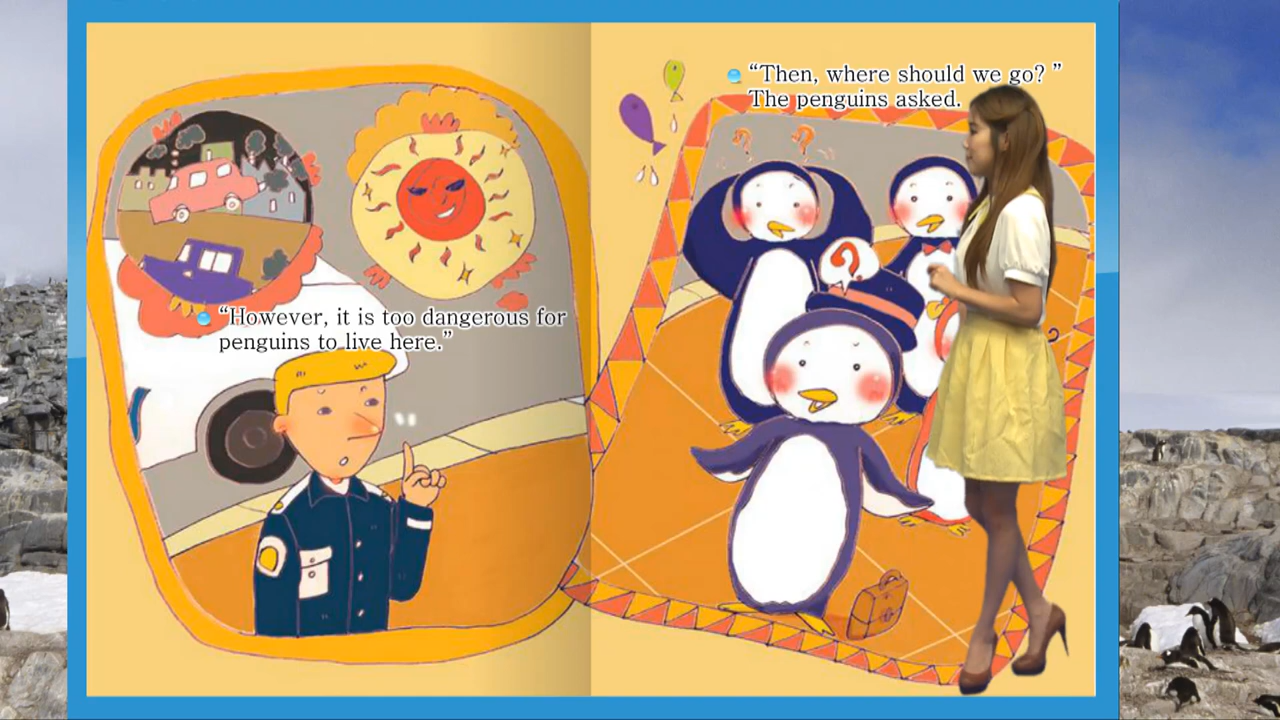 “However, it is too dangerous for
penguins to live here.”
“Then, where should we go? ”
The penguins asked.